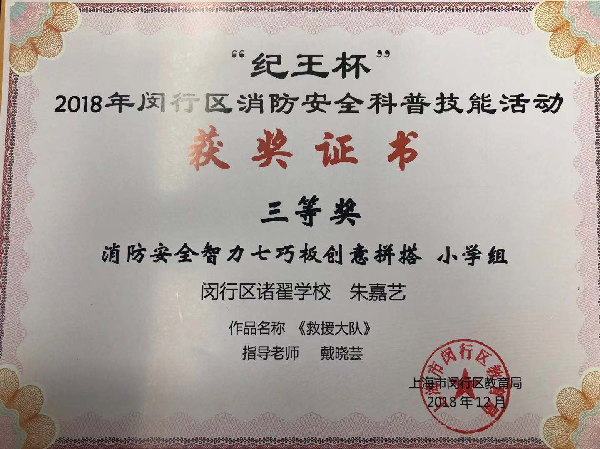 “纪王杯”
2018年闵行区消防安全科普技能活动
获奖证书
三等奖
消防安全智力七巧板创意拼搭 小学组
闵行区诸翟学校 朱嘉艺
作品名称 《救援大队》
指导老师 戴晓芸
上海市闵行区教育局
2018年12月
上海市闵行区教育局